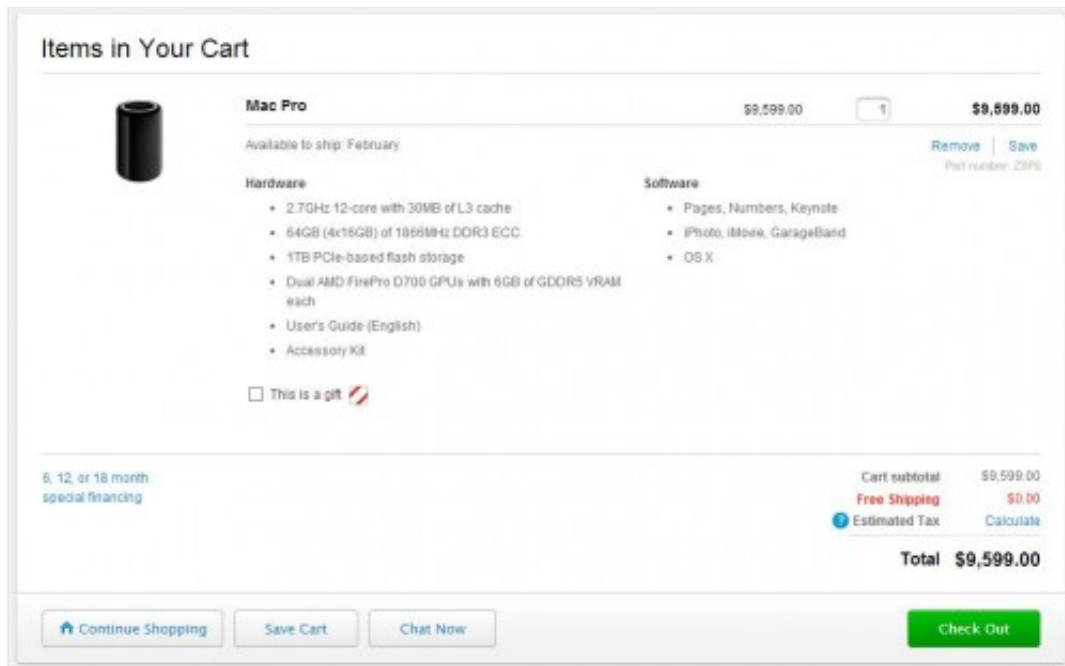 Items in Your Cart
Mac Pro $9,599.00 1 $9,599.00
Available to ship: February
Remove Save
Part number: Z0P8
Hardware
2.7GHz 12-core with 30MB of L3 cache
64GB (4x16GB) of 1866MHz DDR3 ECC
1TB PCIe-based flash storage
Dual AMD FirePro D700 GPUs with 6GB of GDDR5 VRAM
each
User's Guide (English)
Accessory Kit
Software
Pages, Numbers, Keynote
iPhoto, iMovie, GarageBand
OS X
This is a gift
6, 12, or 18 month
special financing
Cart subtotal $9,599.00
Free Shipping $0.00
? Estimated Tax Calculate
Total $9,599.00
Continue Shopping Save Cart Chat Now Check Out